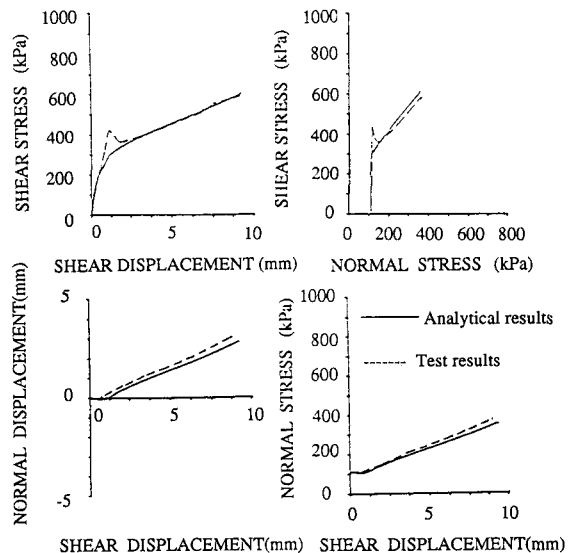 SHEAR STRESS (kPa)
1000
800
600
400
200
0
0 5 10
SHEAR DISPLACEMENT (mm)
SHEAR STRESS (kPa)
1000
800
600
400
200
0
0 200 400 600 800
NORMAL STRESS (kPa)
NORMAL DISPLACEMENT(mm)
5
0
-5
0 5 10
SHEAR DISPLACEMENT(mm)
NORMAL STRESS (kPa)
1000
800
600
400
200
0
Analytical results
Test results
0 5 10
SHEAR DISPLACEMENT(mm)